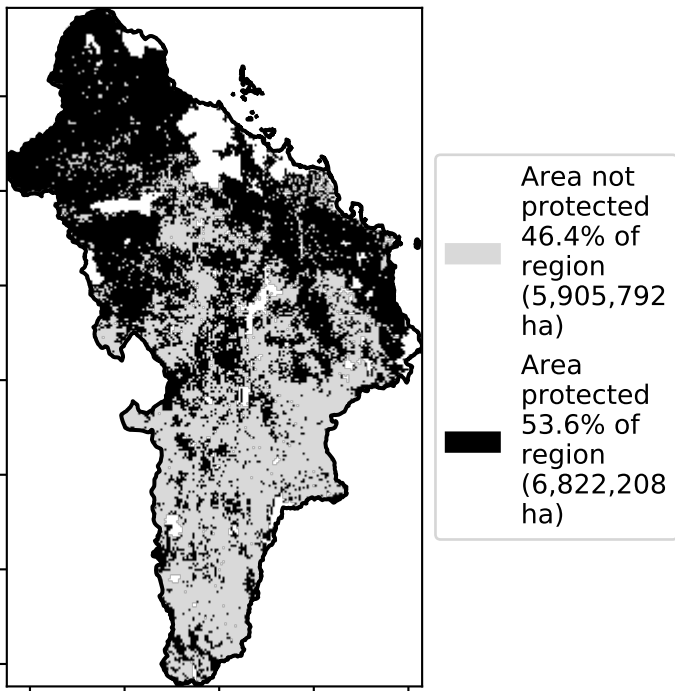 Area not
protected
46.4% of
region
(5,905,792
ha)
Area
protected
53.6% of
region
(6,822,208
ha)